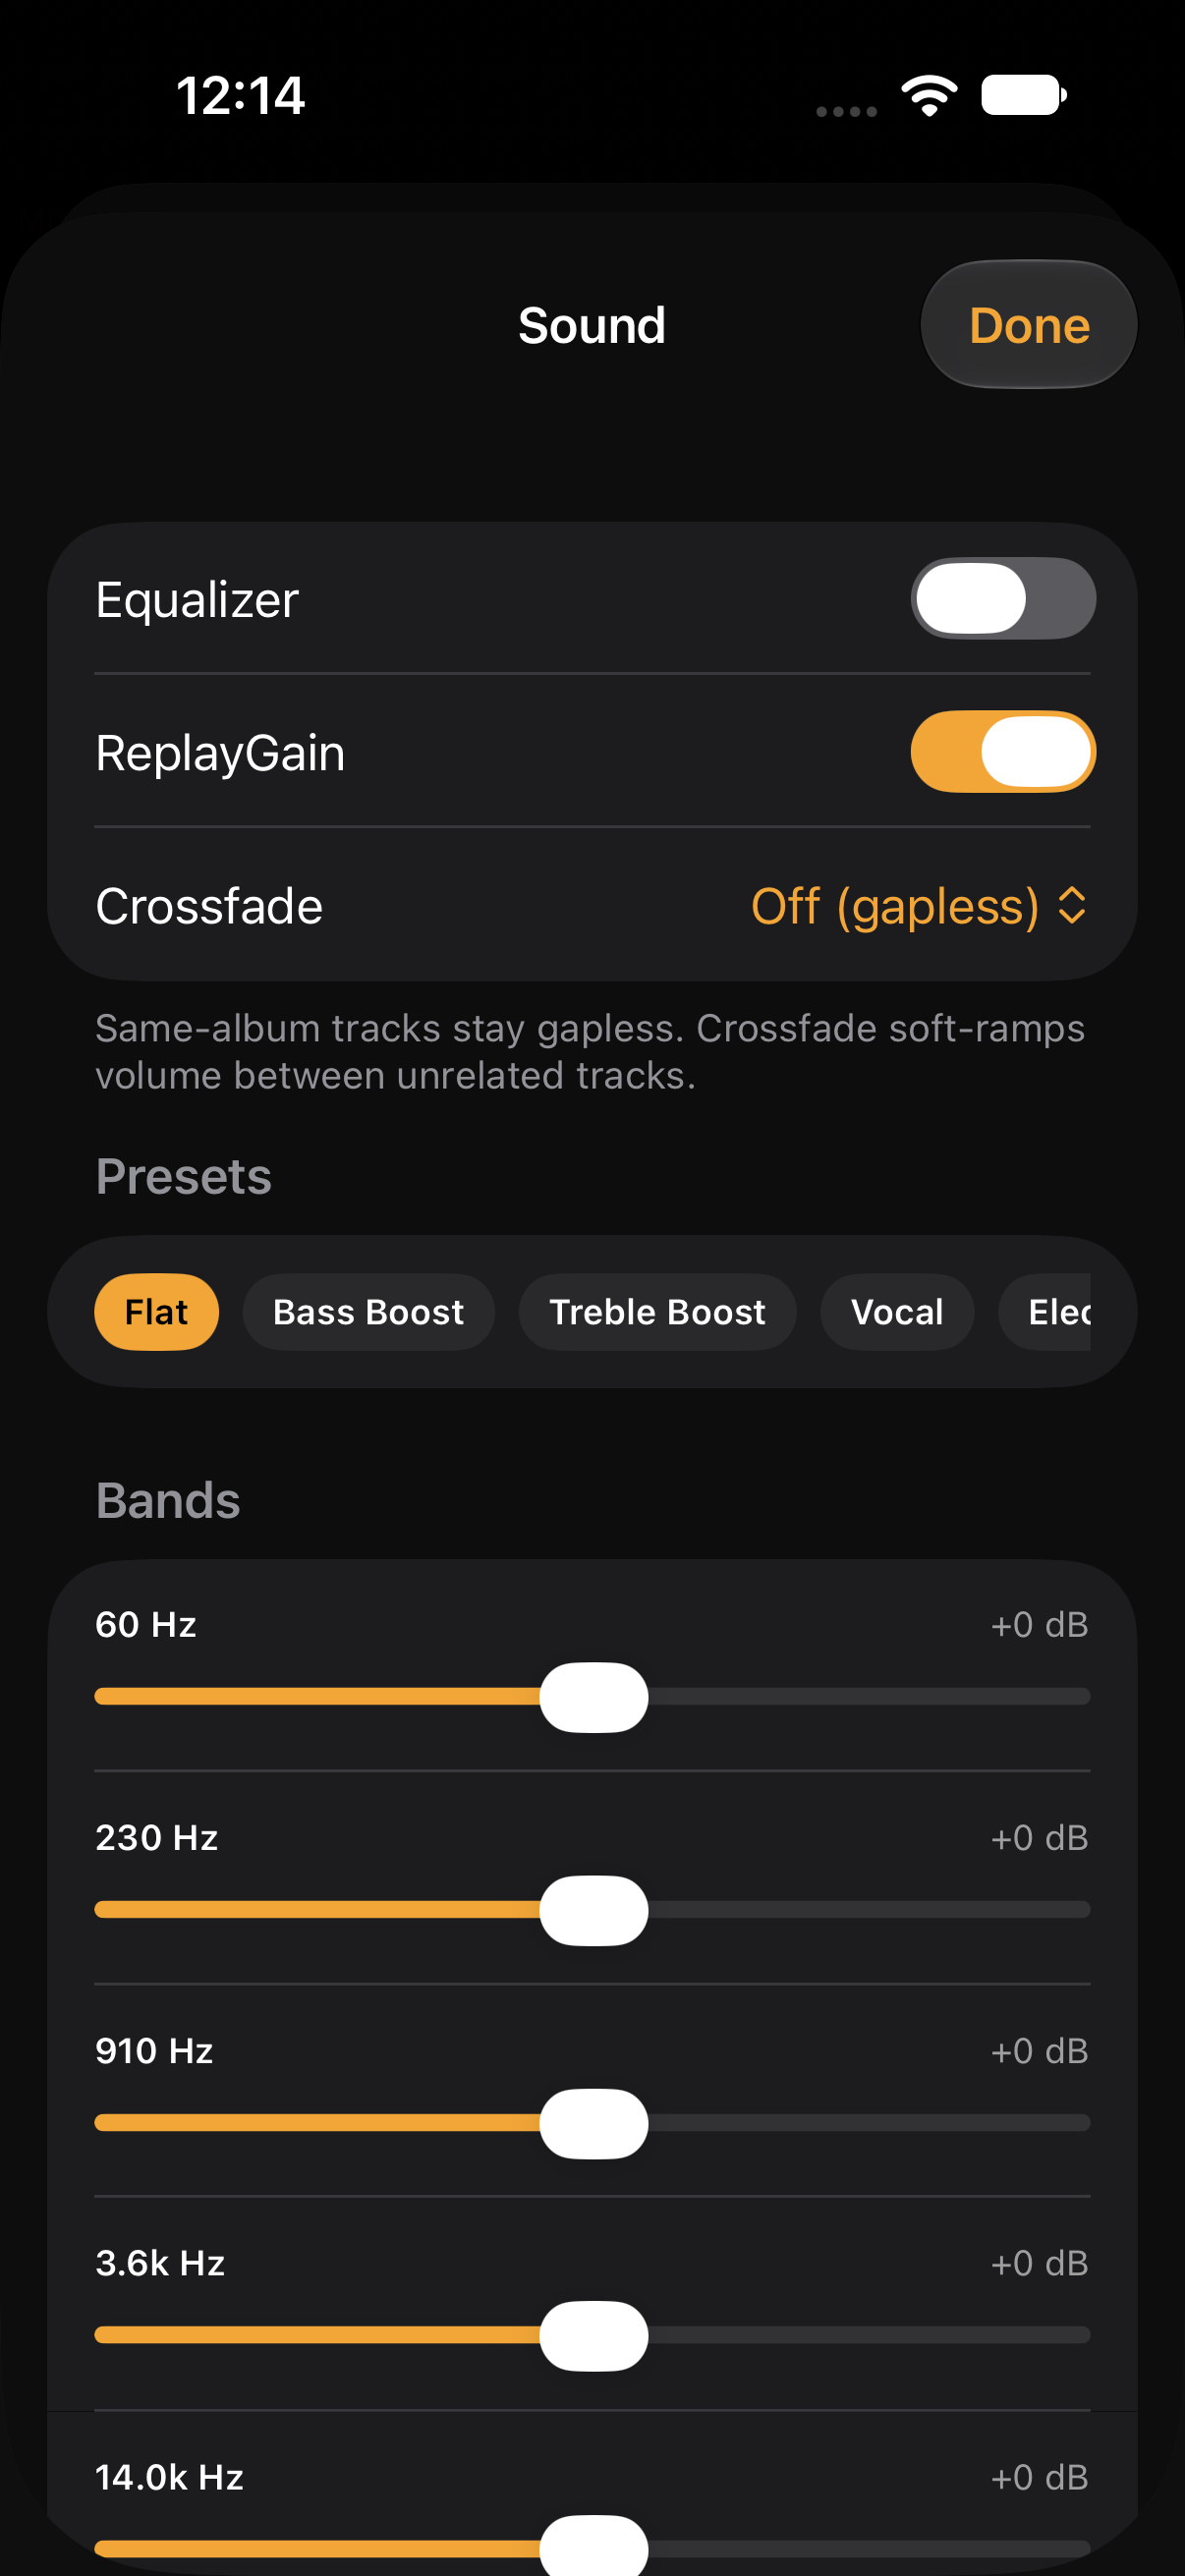 12:14
Sound
Done
Equalizer
ReplayGain
Crossfade
Off (gapless)
Same-album tracks stay gapless. Crossfade soft-ramps
volume between unrelated tracks.
Presets
Flat
Bass Boost
Treble Boost
Vocal
Elec
Bands
60 Hz
+0 dB
230 Hz
+0 dB
910 Hz
+0 dB
3.6k Hz
+0 dB
14.0k Hz
+0 dB